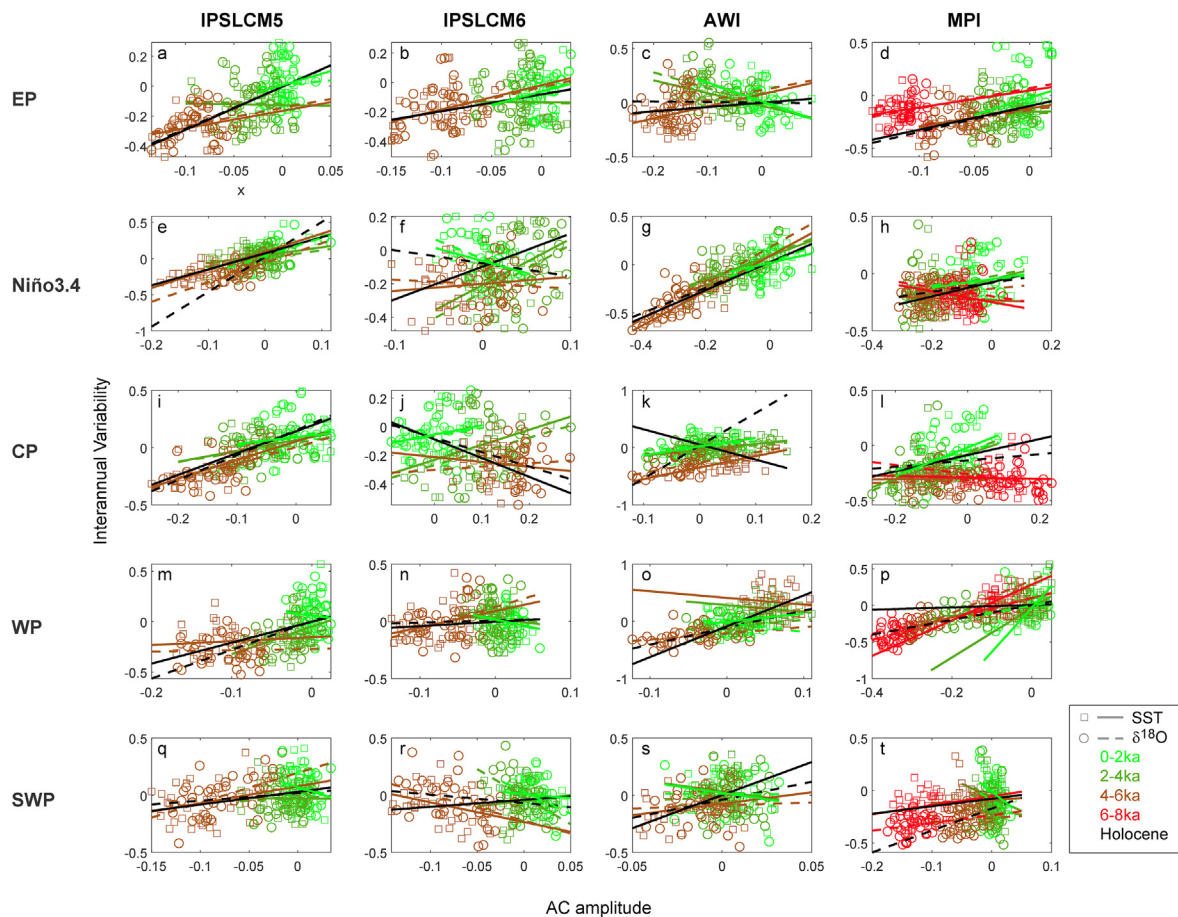 IPSLCM5 IPSLCM6 AWI MPI
EP
a b c d
0.2 0 -0.2 -0.4
0.2 0 -0.2 -0.4
0.5 0 -0.5
0.5 0 -0.5
-0.1 -0.05 0 0.05
-0.15 -0.1 -0.05 0
-0.2 -0.1 0
-0.1 -0.05 0
x
Niño3.4
e f g h
0.5 0 -0.5 -1
0.2 0 -0.2 -0.4
0.5 0 -0.5
0.5 0 -0.5
-0.2 -0.1 0 0.1
-0.1 0 0.1
-0.4 -0.2 0
-0.4 -0.2 0 0.2
Interannual Variability
CP
i j k l
0.5 0 -0.5
0.2 0 -0.2 -0.4
1 0 -1
0.5 0 -0.5
-0.2 -0.1 0
0 0.1 0.2
-0.1 0 0.1 0.2
-0.2 0 0.2
WP
m n o p
0.5 0 -0.5
0.5 0 -0.5
1 0 -1
0.5 0 -0.5 -1
-0.2 -0.1 0
-0.1 0 0.1
-0.1 0 0.1
-0.4 -0.2 0
SWP
q r s t
0.5 0 -0.5
0.5 0 -0.5
0.5 0 -0.5
0.5 0 -0.5
-0.15 -0.1 -0.05 0
-0.1 -0.05 0 0.05
-0.05 0 0.05
-0.2 -0.1 0 0.1
SST
δ18O
0-2ka
2-4ka
4-6ka
6-8ka
Holocene
AC amplitude